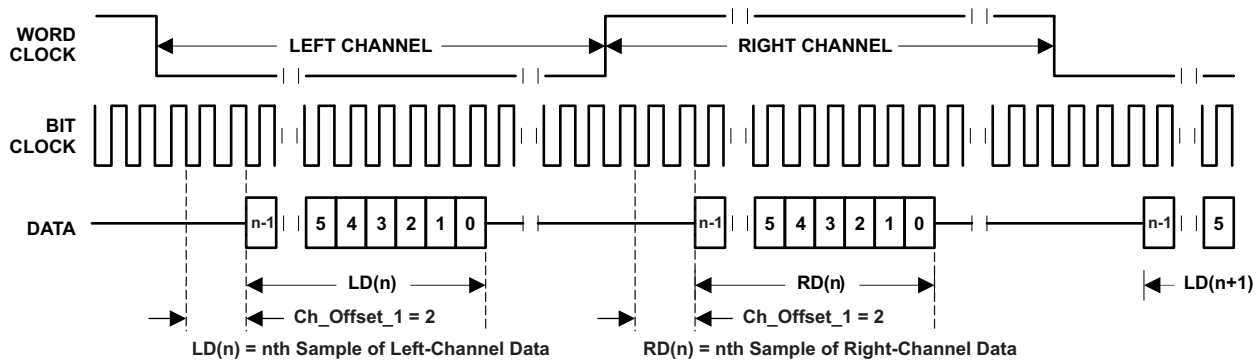 WORD
CLOCK
LEFT CHANNEL
RIGHT CHANNEL
BIT
CLOCK
DATA
n-1 5 4 3 2 1 0 n-1 5 4 3 2 1 0 n-1 5
LD(n)
RD(n)
LD(n+1)
Ch_Offset_1 = 2
Ch_Offset_1 = 2
LD(n) = nth Sample of Left-Channel Data
RD(n) = nth Sample of Right-Channel Data